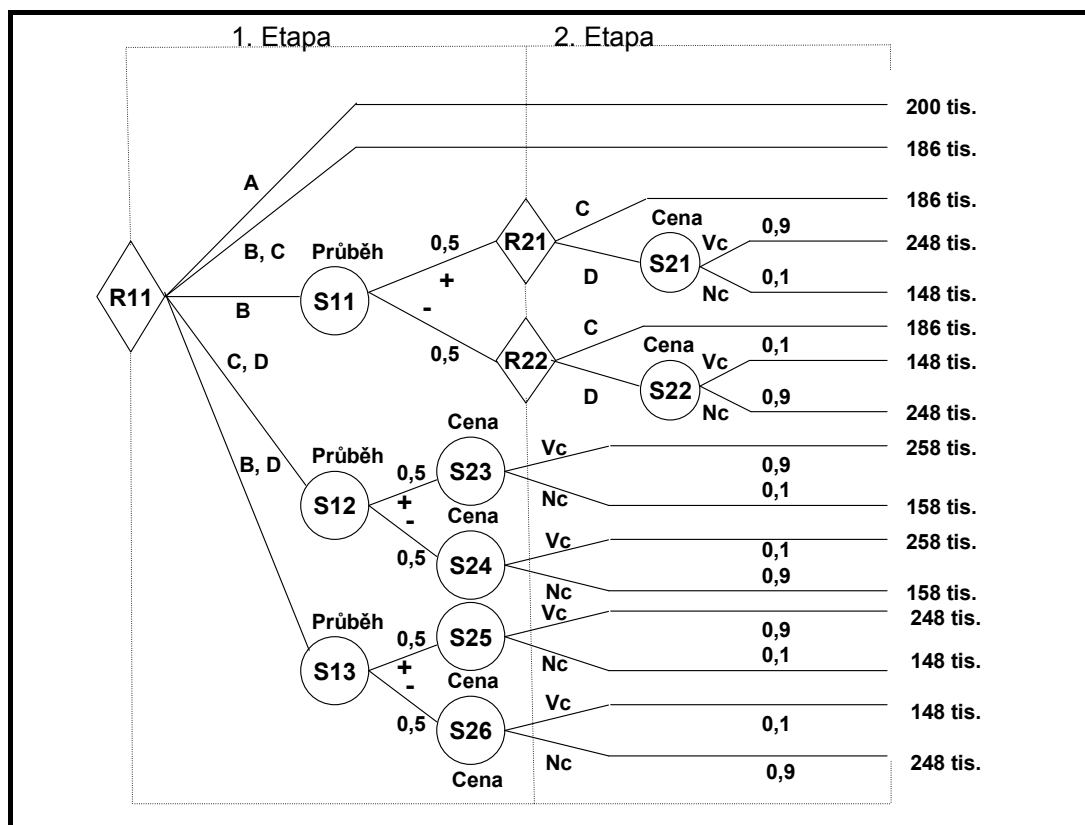 1. Etapa
2. Etapa
200 tis.
186 tis.
A
C
186 tis.
Cena
0,9
0,5
R21
Vc
248 tis.
B, C
Průběh
+
S21
0,1
R11
B
S11
D
Nc
148 tis.
-
C
186 tis.
0,5
R22
Cena
0,1
Vc
148 tis.
C, D
D
S22
0,9
Nc
248 tis.
Cena
Vc
258 tis.
B, D
Průběh
0,5
S23
0,9
0,1
S12
+
Nc
158 tis.
-
Cena
Vc
258 tis.
0,5
S24
0,1
0,9
Nc
158 tis.
Průběh
Vc
248 tis.
0,5
S25
0,9
0,1
S13
+
Nc
148 tis.
-
Cena
Vc
148 tis.
0,5
S26
0,1
Nc
248 tis.
Cena
0,9